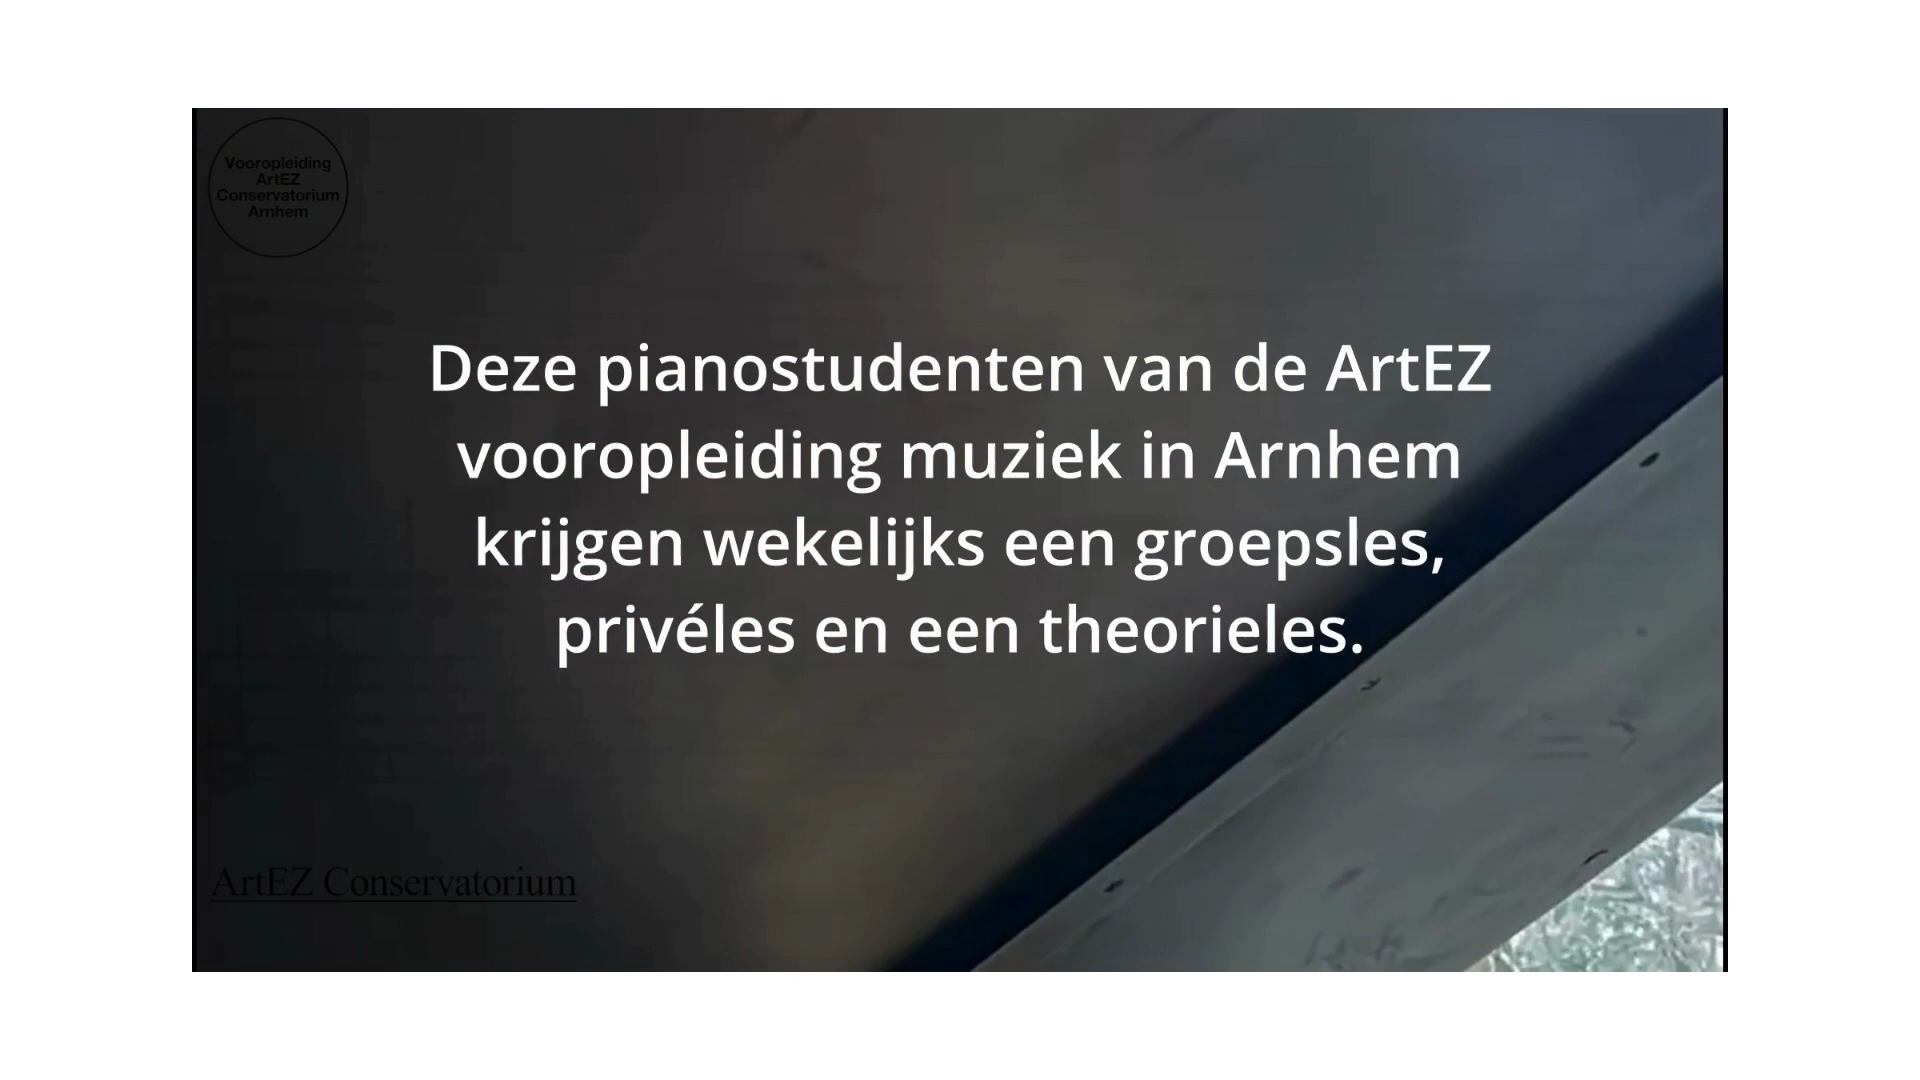 Vooropleiding
ArtEZ
Conservatorium
Arnhem
Deze pianostudenten van de ArtEZ
vooropleiding muziek in Arnhem
krijgen wekelijks een groepsles,
privéles en een theorieles.
ArtEZ Conservatorium